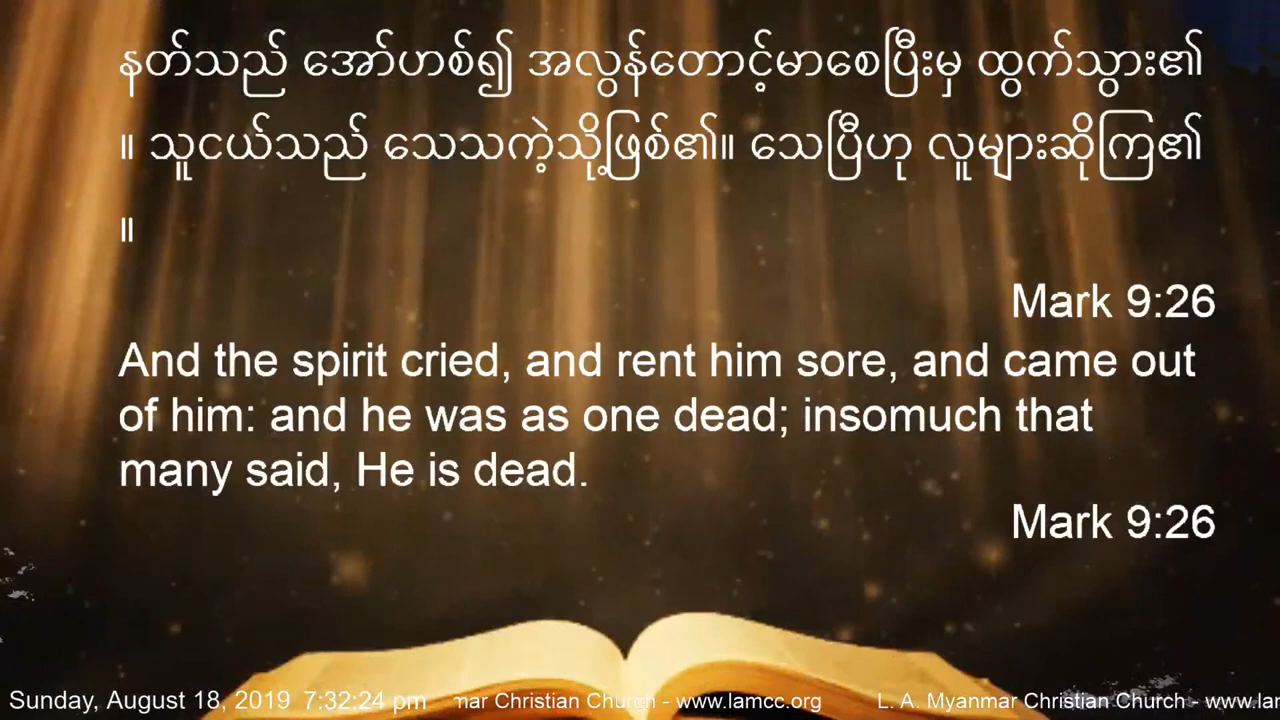 နတ်သည် အော်ဟစ်၍ အလွန်တောင့်မာစေပြီးမှ ထွက်သွား၏
။ သူငယ်သည် သေသကဲ့သို့ဖြစ်၏။ သေပြီဟု လူများဆိုကြ၏
။
Mark 9:26
And the spirit cried, and rent him sore, and came out
of him: and he was as one dead; insomuch that
many said, He is dead.
Mark 9:26
Sunday, August 18, 2019 7:32:24 pm mar Christian Church - www.lamcc.org L. A. Myanmar Christian Church - www.lar